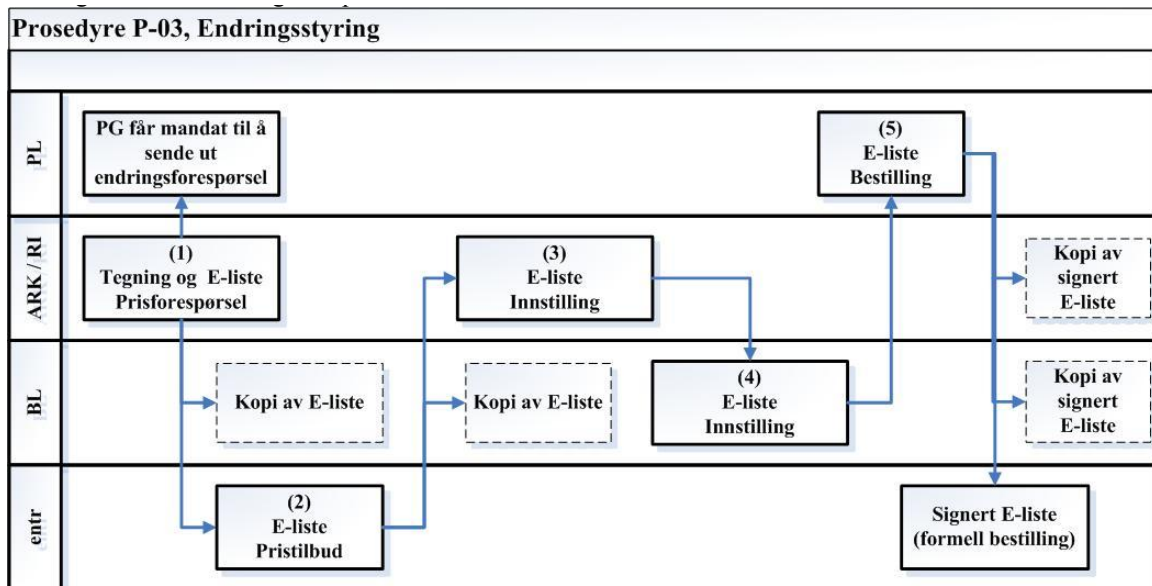 Prosedyre P-03, Endringsstyring
PL
PG får mandat til å
sende ut
endringsforespørsel
(5)
E-liste
Bestilling
ARK / RI
(1)
Tegning og E-liste
Prisforespørsel
(3)
E-liste
Innstilling
Kopi av
signert
E-liste
BL
Kopi av E-liste
Kopi av E-liste
(4)
E-liste
Innstilling
Kopi av
signert
E-liste
entr
(2)
E-liste
Pristilbud
Signert E-liste
(formell bestilling)